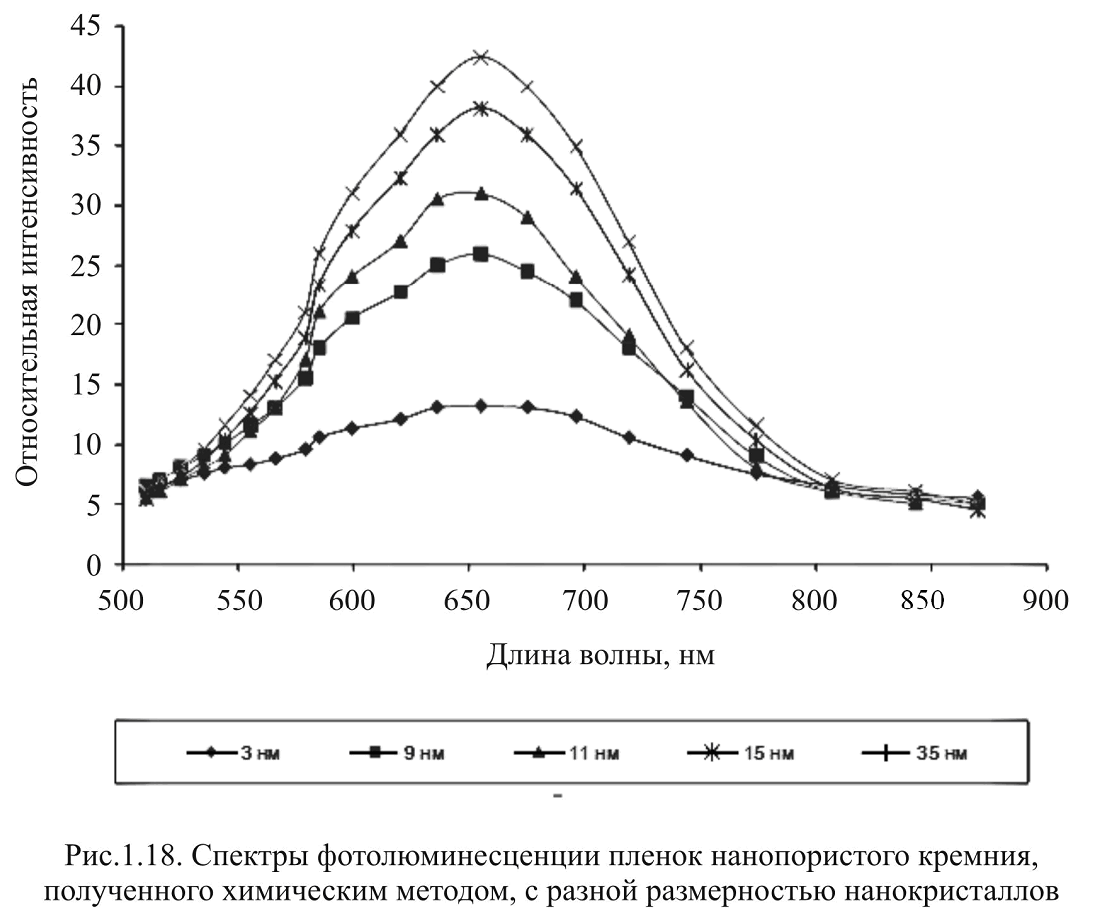 45
40
35
30
25
20
15
10
5
0
Относительная интенсивность
500 550 600 650 700 750 800 850 900
Длина волны, нм
3 нм 9 нм 11 нм 15 нм 35 нм
Рис.1.18. Спектры фотолюминесценции пленок нанопористого кремния,
полученного химическим методом, с разной размерностью нанокристаллов